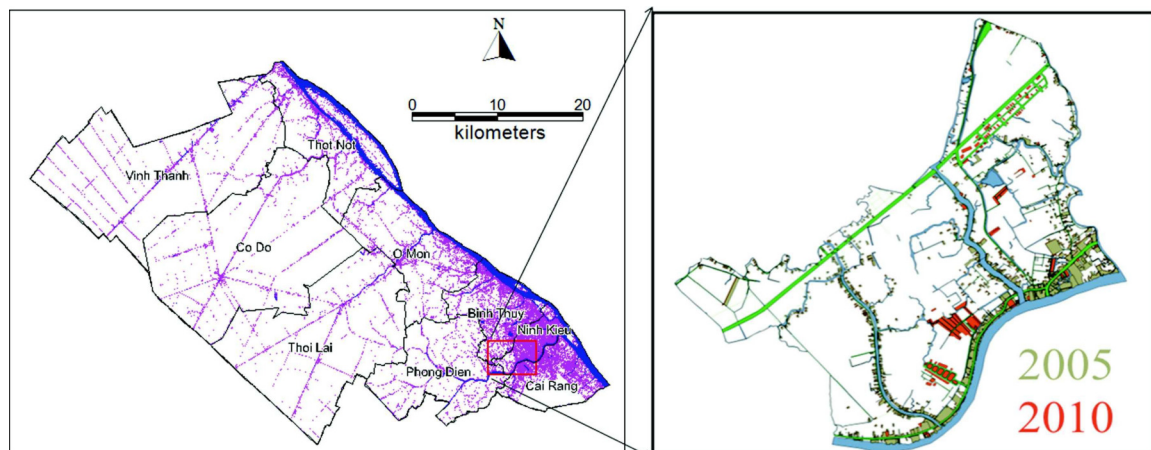 N
0 10 20
kilometers
Thot Not
Vinh Thanh
Co Do
O Mon
Binh Thuy
Ninh Kieu
Thoi Lai
Phong Dien
Cai Rang
2005
2010